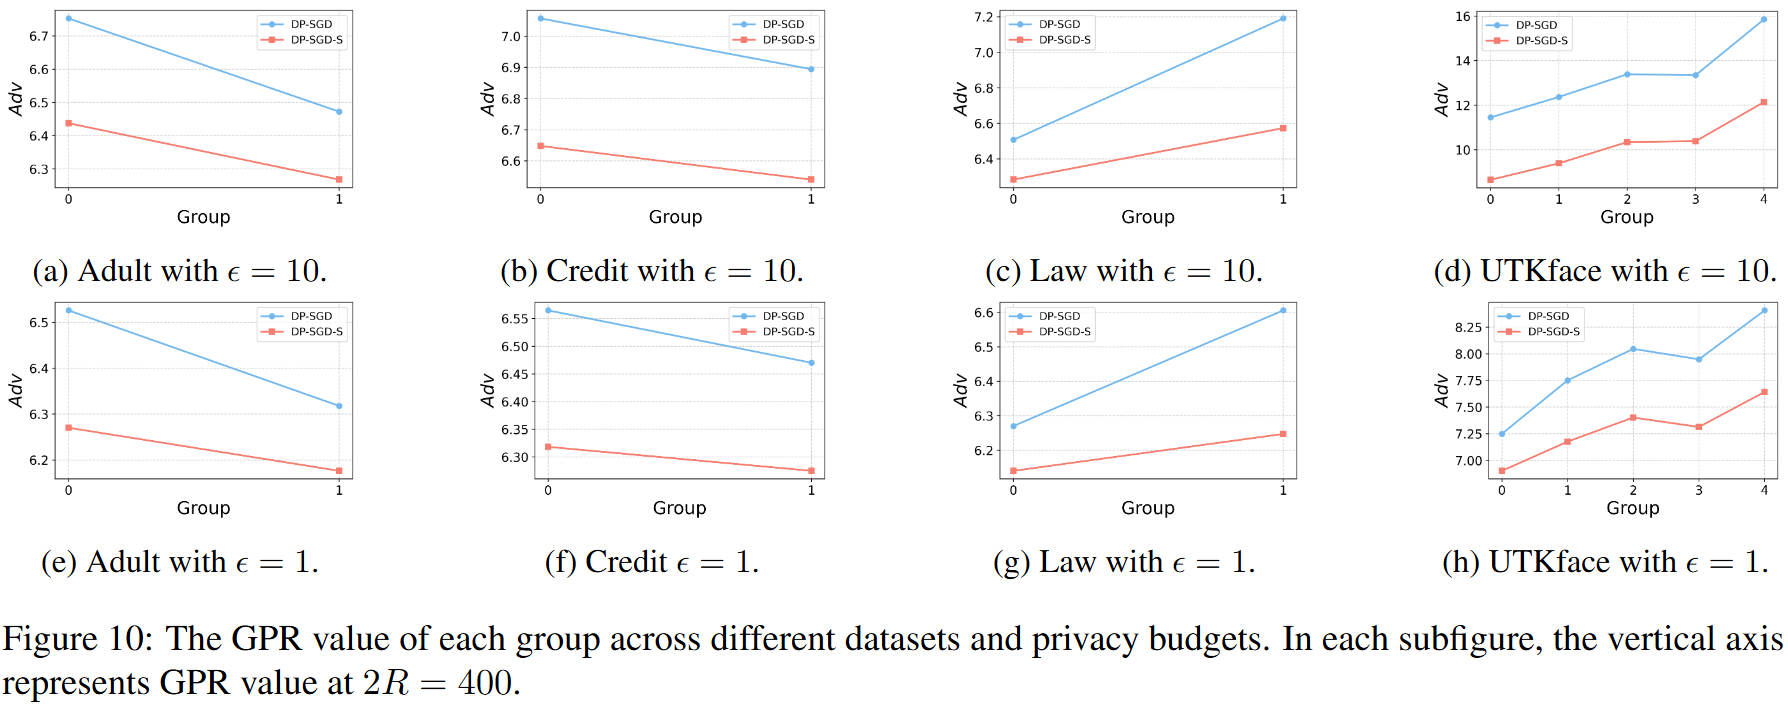 6.7
6.6
6.5
6.4
6.3
Adv
DP-SGD
DP-SGD-S
0 1
Group
(a) Adult with ϵ = 10.
7.0
6.9
6.8
6.7
6.6
Adv
DP-SGD
DP-SGD-S
0 1
Group
(b) Credit with ϵ = 10.
7.2
7.0
6.8
6.6
6.4
Adv
DP-SGD
DP-SGD-S
0 1
Group
(c) Law with ϵ = 10.
16
14
12
10
Adv
DP-SGD
DP-SGD-S
0 1 2 3 4
Group
(d) UTKface with ϵ = 10.
6.5
6.4
6.3
6.2
Adv
DP-SGD
DP-SGD-S
0 1
Group
(e) Adult with ϵ = 1.
6.55
6.50
6.45
6.40
6.35
6.30
Adv
DP-SGD
DP-SGD-S
0 1
Group
(f) Credit ϵ = 1.
6.6
6.5
6.4
6.3
6.2
Adv
DP-SGD
DP-SGD-S
0 1
Group
(g) Law with ϵ = 1.
8.25
8.00
7.75
7.50
7.25
7.00
Adv
DP-SGD
DP-SGD-S
0 1 2 3 4
Group
(h) UTKface with ϵ = 1.
Figure 10: The GPR value of each group across different datasets and privacy budgets. In each subfigure, the vertical axis
represents GPR value at 2R = 400.